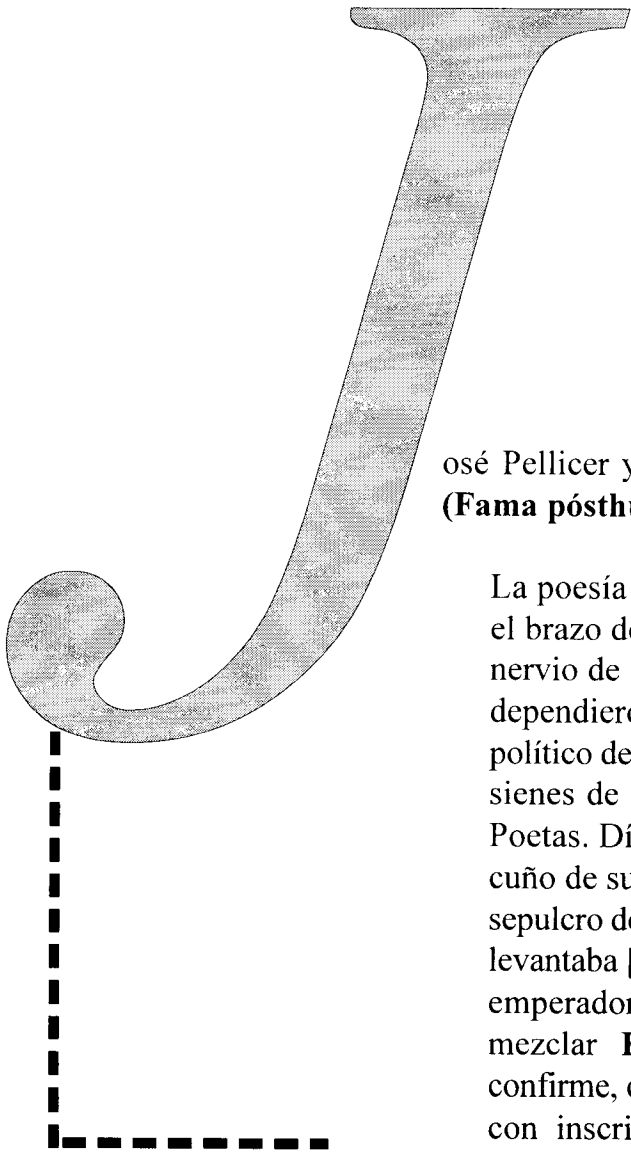 José Pellicer y
(Fama pósthu
La poesía
el brazo de
nervio de
dependiero
político de
sienes de
Poetas. Dí
cuño de su
sepulcro de
levantaba [
emperador
mezclar
confirme,
con inscri